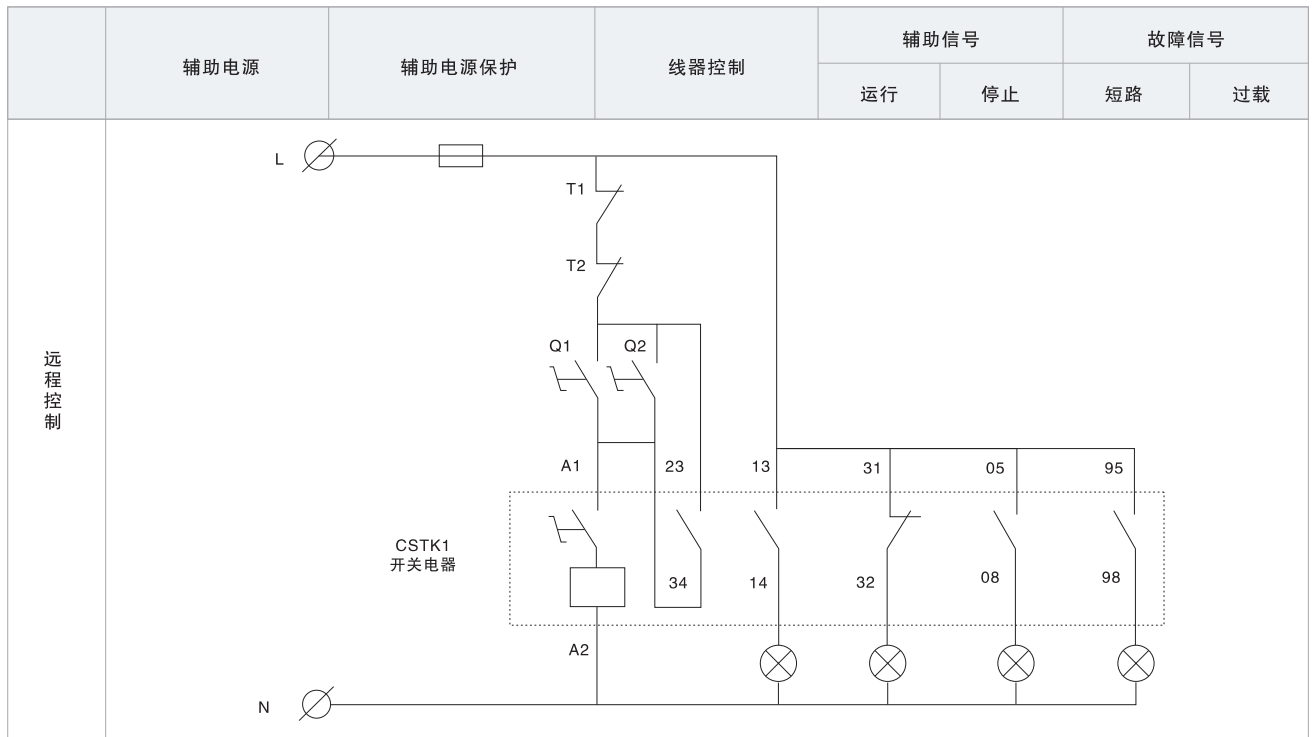 辅助电源
辅助电源保护
线器控制
辅助信号
故障信号
运行
停止
短路
过载
远程控制
L
T1
T2
Q1
Q2
A1
23
13
31
05
95
CSTK1
开关电器
34
14
32
08
98
A2
N